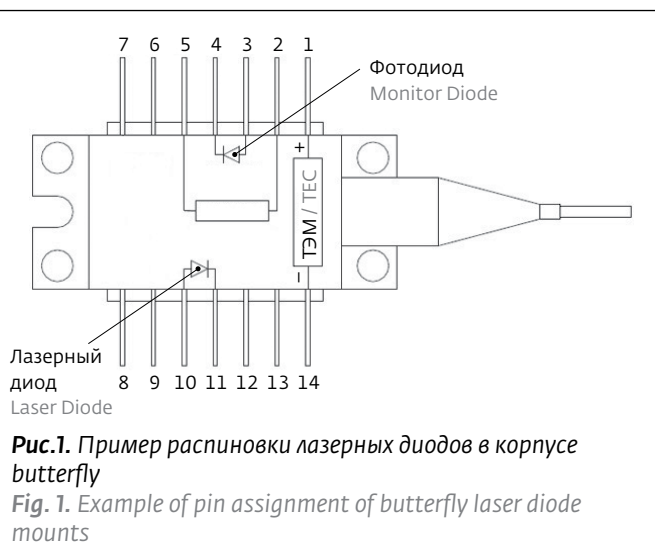 7 6 5 4 3 2 1
Фотодиод
Monitor Diode
+
ТЭМ / TEC
–
Лазерный
диод
Laser Diode
8 9 10 11 12 13 14
Рис.1. Пример распиновки лазерных диодов в корпусе
butterfly
Fig. 1. Example of pin assignment of butterfly laser diode
mounts